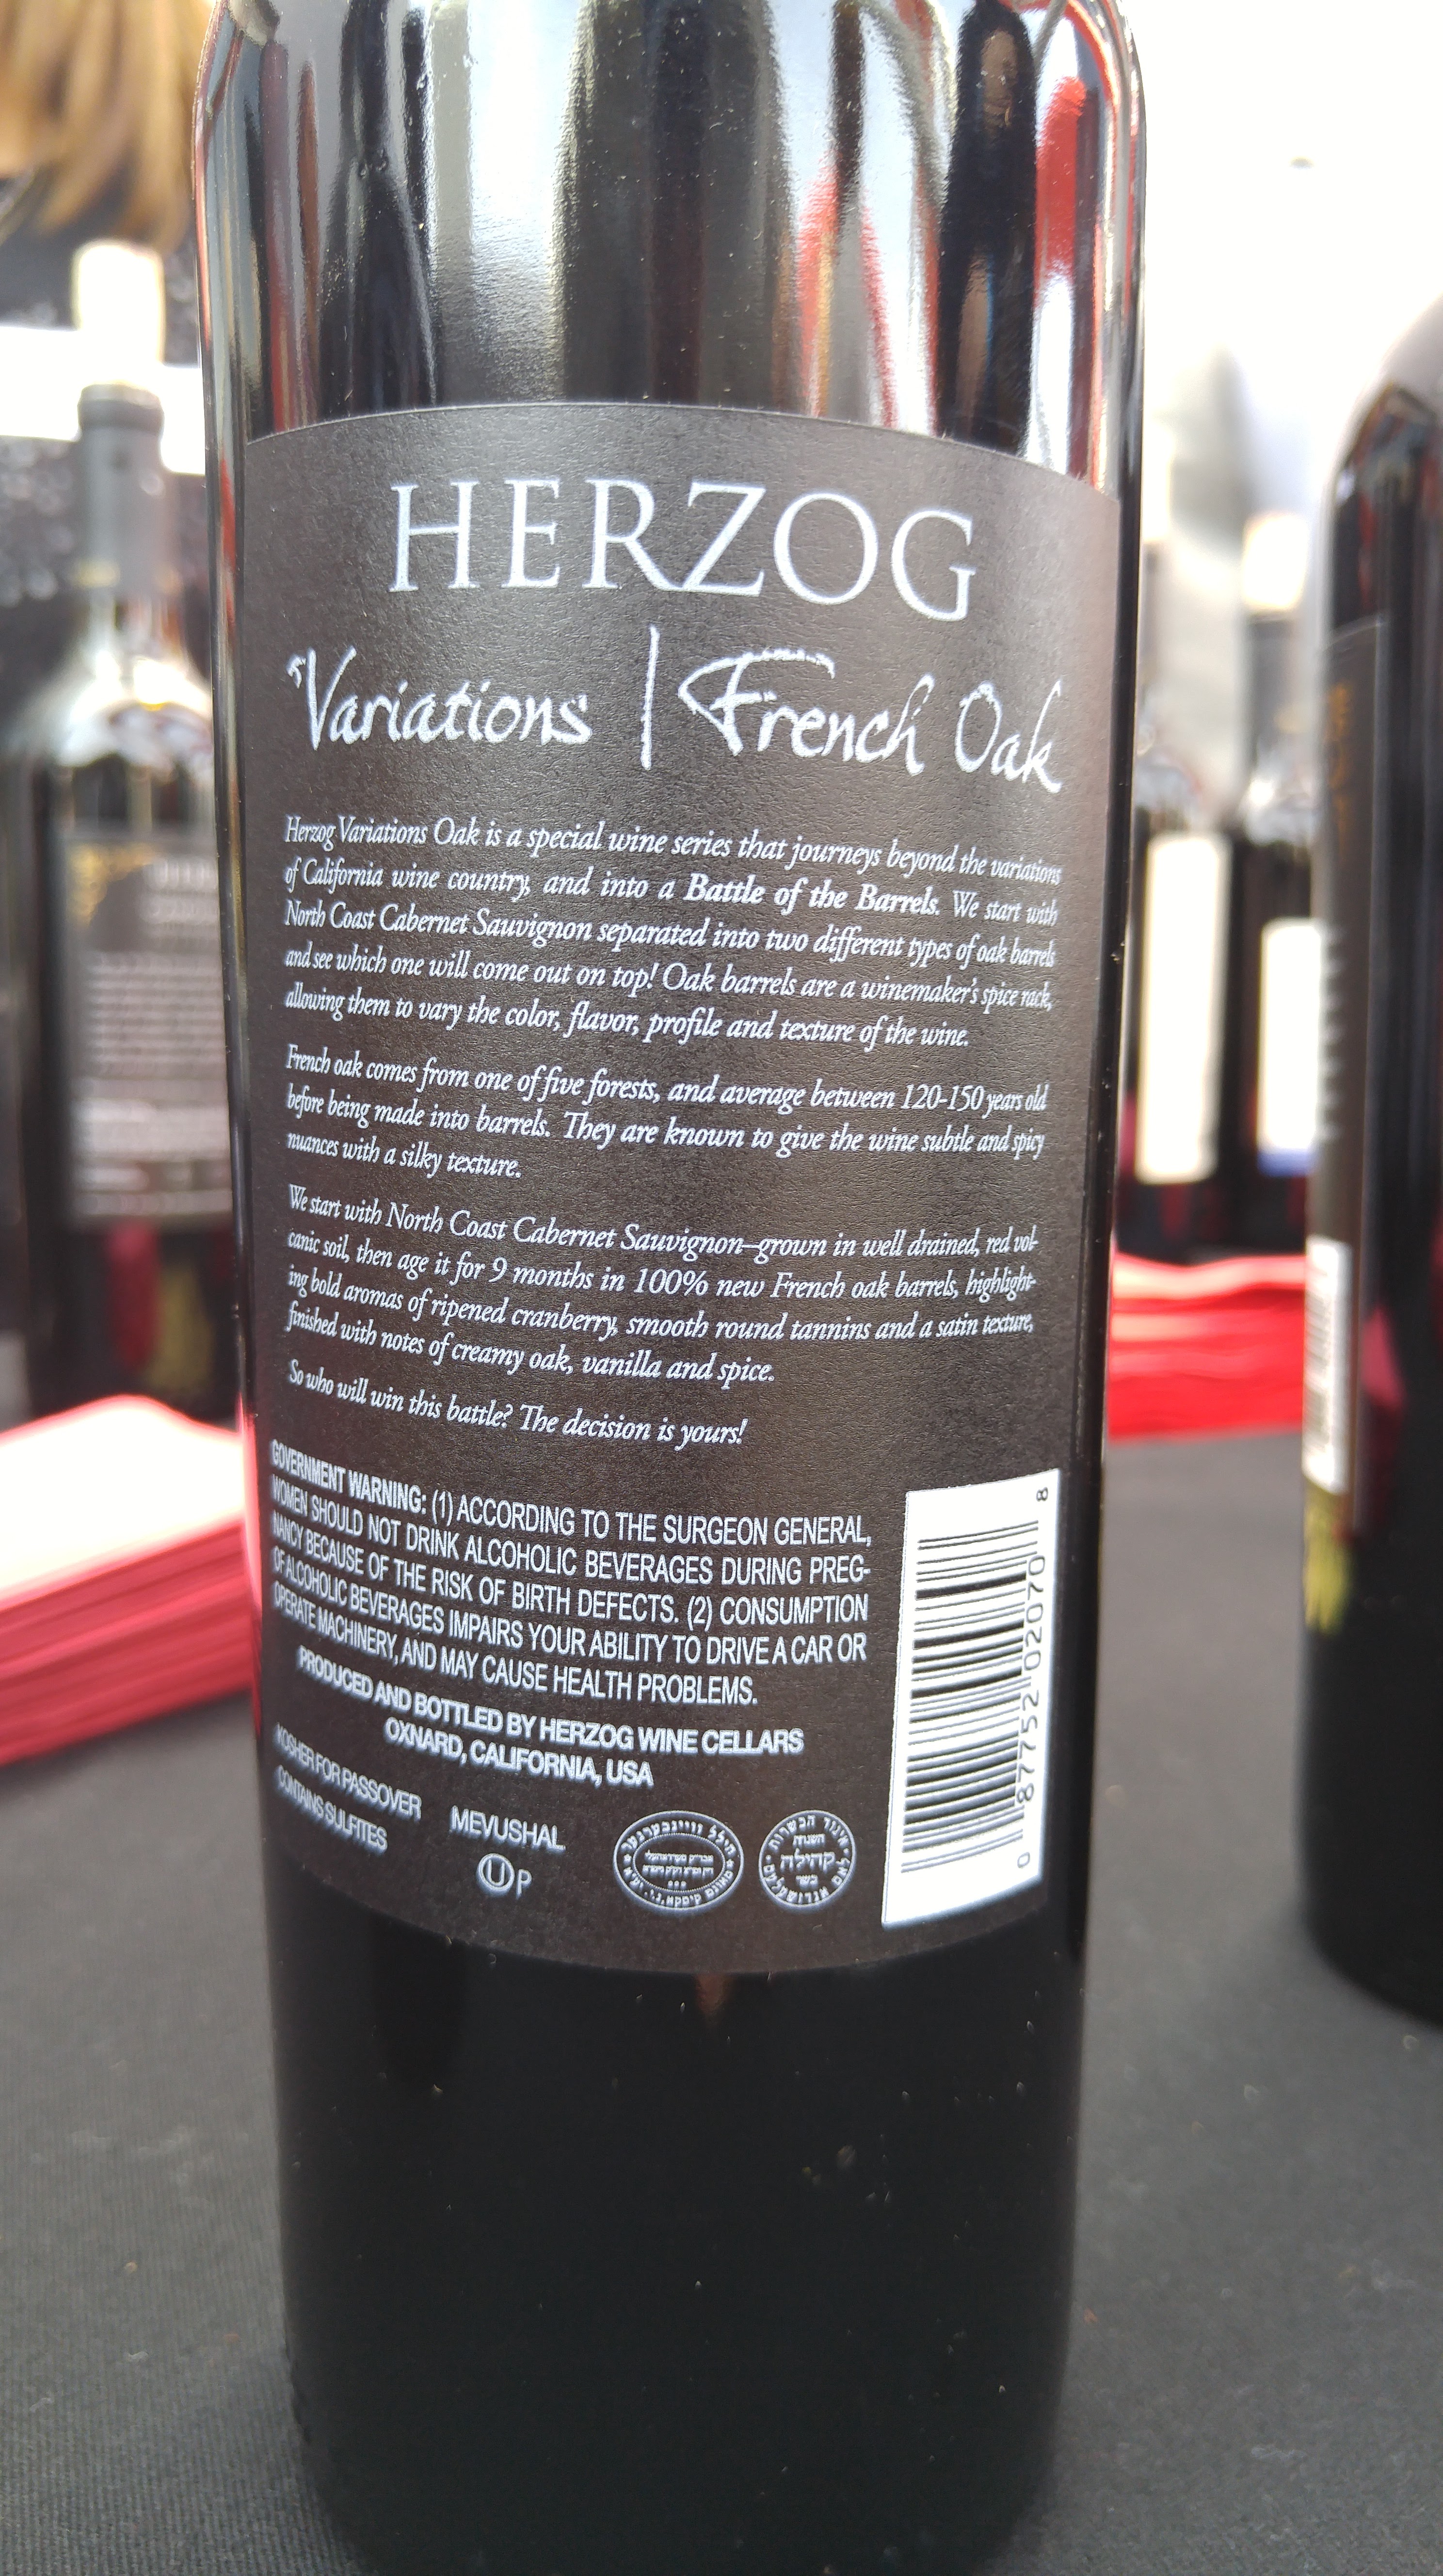 HERZOG
Variations | French Oak
Herzog Variations Oak is a special wine series that journeys beyond the variations
of California wine country, and into a Battle of the Barrels. We start with
North Coast Cabernet Sauvignon separated into two different types of oak barrels
and see which one will come out on top! Oak barrels are a winemaker's spice rack,
allowing them to vary the color, flavor, profile and texture of the wine.
French oak comes from one of five forests, and average between 120-150 years old
before being made into barrels. They are known to give the wine subtle and spicy
nuances with a silky texture.
We start with North Coast Cabernet Sauvignon—grown in well drained, red vol-
canic soil, then age it for 9 months in 100% new French oak barrels, highlight-
ing bold aromas of ripened cranberry, smooth round tannins and a satin texture,
finished with notes of creamy oak, vanilla and spice.
So who will win this battle? The decision is yours!
GOVERNMENT WARNING: (1) ACCORDING TO THE SURGEON GENERAL,
WOMEN SHOULD NOT DRINK ALCOHOLIC BEVERAGES DURING PREG-
NANCY BECAUSE OF THE RISK OF BIRTH DEFECTS. (2) CONSUMPTION
OF ALCOHOLIC BEVERAGES IMPAIRS YOUR ABILITY TO DRIVE A CAR OR
OPERATE MACHINERY, AND MAY CAUSE HEALTH PROBLEMS.
PRODUCED AND BOTTLED BY HERZOG WINE CELLARS
OXNARD, CALIFORNIA, USA
KOSHER FOR PASSOVER
CONTAINS SULFITES
MEVUSHAL
U P
הילל וויינבערגער
איגוד הכשרות
השגחת
קהילה
כשר
0 87752 02070 8